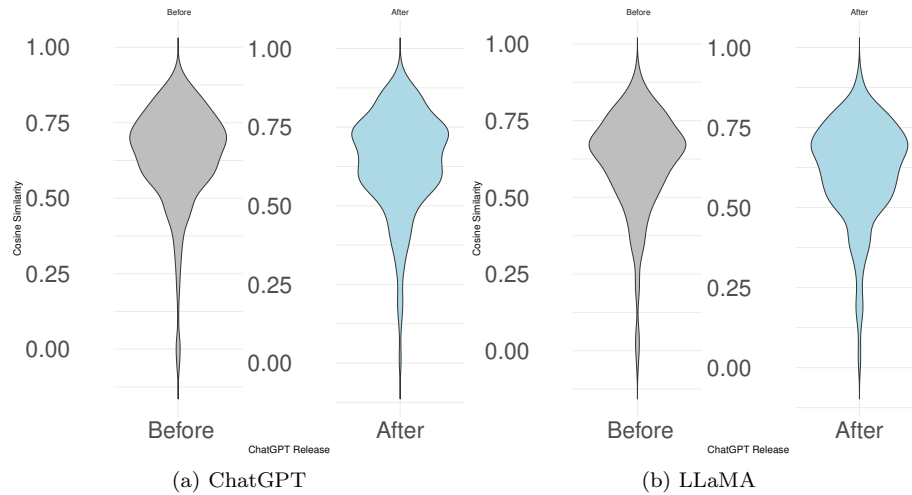 Before
After
Before
After
1.00
0.75
0.50
0.25
0.00
Cosine Similarity
1.00
0.75
0.50
0.25
0.00
1.00
0.75
0.50
0.25
0.00
Cosine Similarity
1.00
0.75
0.50
0.25
0.00
Before
After
Before
After
ChatGPT Release
ChatGPT Release
(a) ChatGPT
(b) LLaMA